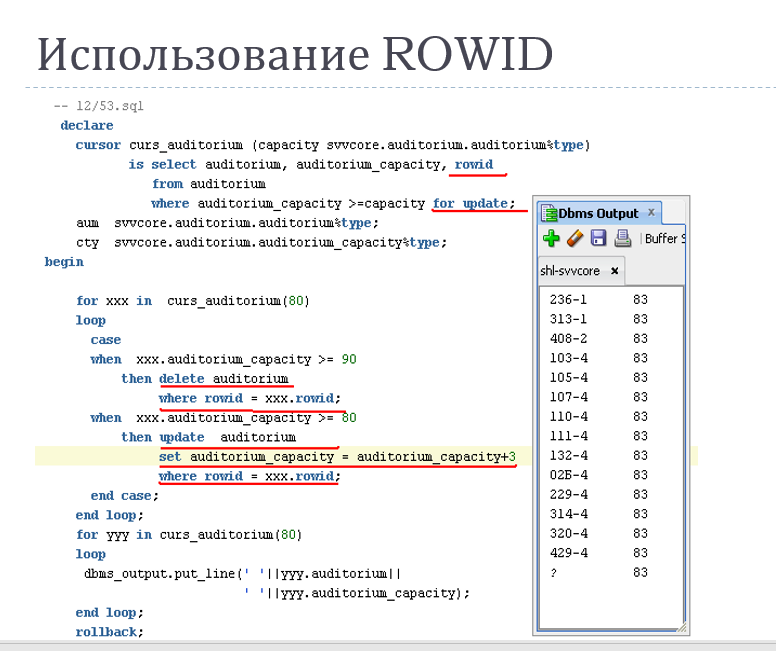 Использование ROWID
-- 12/53.sql
declare
cursor curs_auditorium (capacity svvcore.auditorium.auditorium%type)
is select auditorium, auditorium_capacity, rowid
from auditorium
where auditorium_capacity >=capacity for update;
aum svvcore.auditorium.auditorium%type;
cty svvcore.auditorium.auditorium_capacity%type;
begin
for xxx in curs_auditorium(80)
loop
case
when xxx.auditorium_capacity >= 90
then delete auditorium
where rowid = xxx.rowid;
when xxx.auditorium_capacity >= 80
then update auditorium
set auditorium_capacity = auditorium_capacity+3
where rowid = xxx.rowid;
end case;
end loop;
for yyy in curs_auditorium(80)
loop
dbms_output.put_line(' '||yyy.auditorium||
' '||yyy.auditorium_capacity);
end loop;
rollback;
Dbms Output x
Buffer S
shl-svvcore x
236-1 83
313-1 83
408-2 83
103-4 83
105-4 83
107-4 83
110-4 83
111-4 83
132-4 83
02Б-4 83
229-4 83
314-4 83
320-4 83
429-4 83
? 83